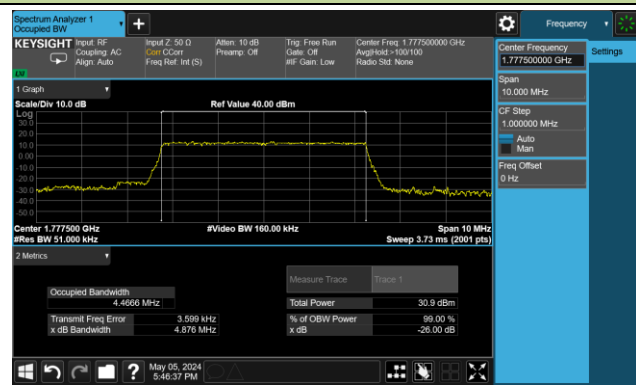 Spectrum Analyzer 1
Occupied BW
Frequency
KEYSIGHT
Input: RF
Coupling: AC
Align: Auto
Input Z: 50 Ω
Corr CCorr
Freq Ref: Int (S)
Atten: 10 dB
Preamp: Off
Trig: Free Run
Gate: Off
#IF Gain: Low
Center Freq: 1.777500000 GHz
Avg|Hold:>100/100
Radio Std: None
Center Frequency
1.777500000 GHz
Settings
Span
10.000 MHz
CF Step
1.000000 MHz
Auto
Man
Freq Offset
0 Hz
LXI
1 Graph
Scale/Div 10.0 dB
Ref Value 40.00 dBm
Log
30.0
20.0
10.0
0.00
-10.0
-20.0
-30.0
-40.0
-50.0
Center 1.777500 GHz
#Video BW 160.00 kHz
Span 10 MHz
#Res BW 51.000 kHz
Sweep 3.73 ms (2001 pts)
2 Metrics
Measure Trace
Trace 1
Occupied Bandwidth
4.4666 MHz
Total Power
30.9 dBm
Transmit Freq Error
3.599 kHz
% of OBW Power
99.00 %
x dB Bandwidth
4.876 MHz
x dB
-26.00 dB
?
May 05, 2024
5:46:37 PM